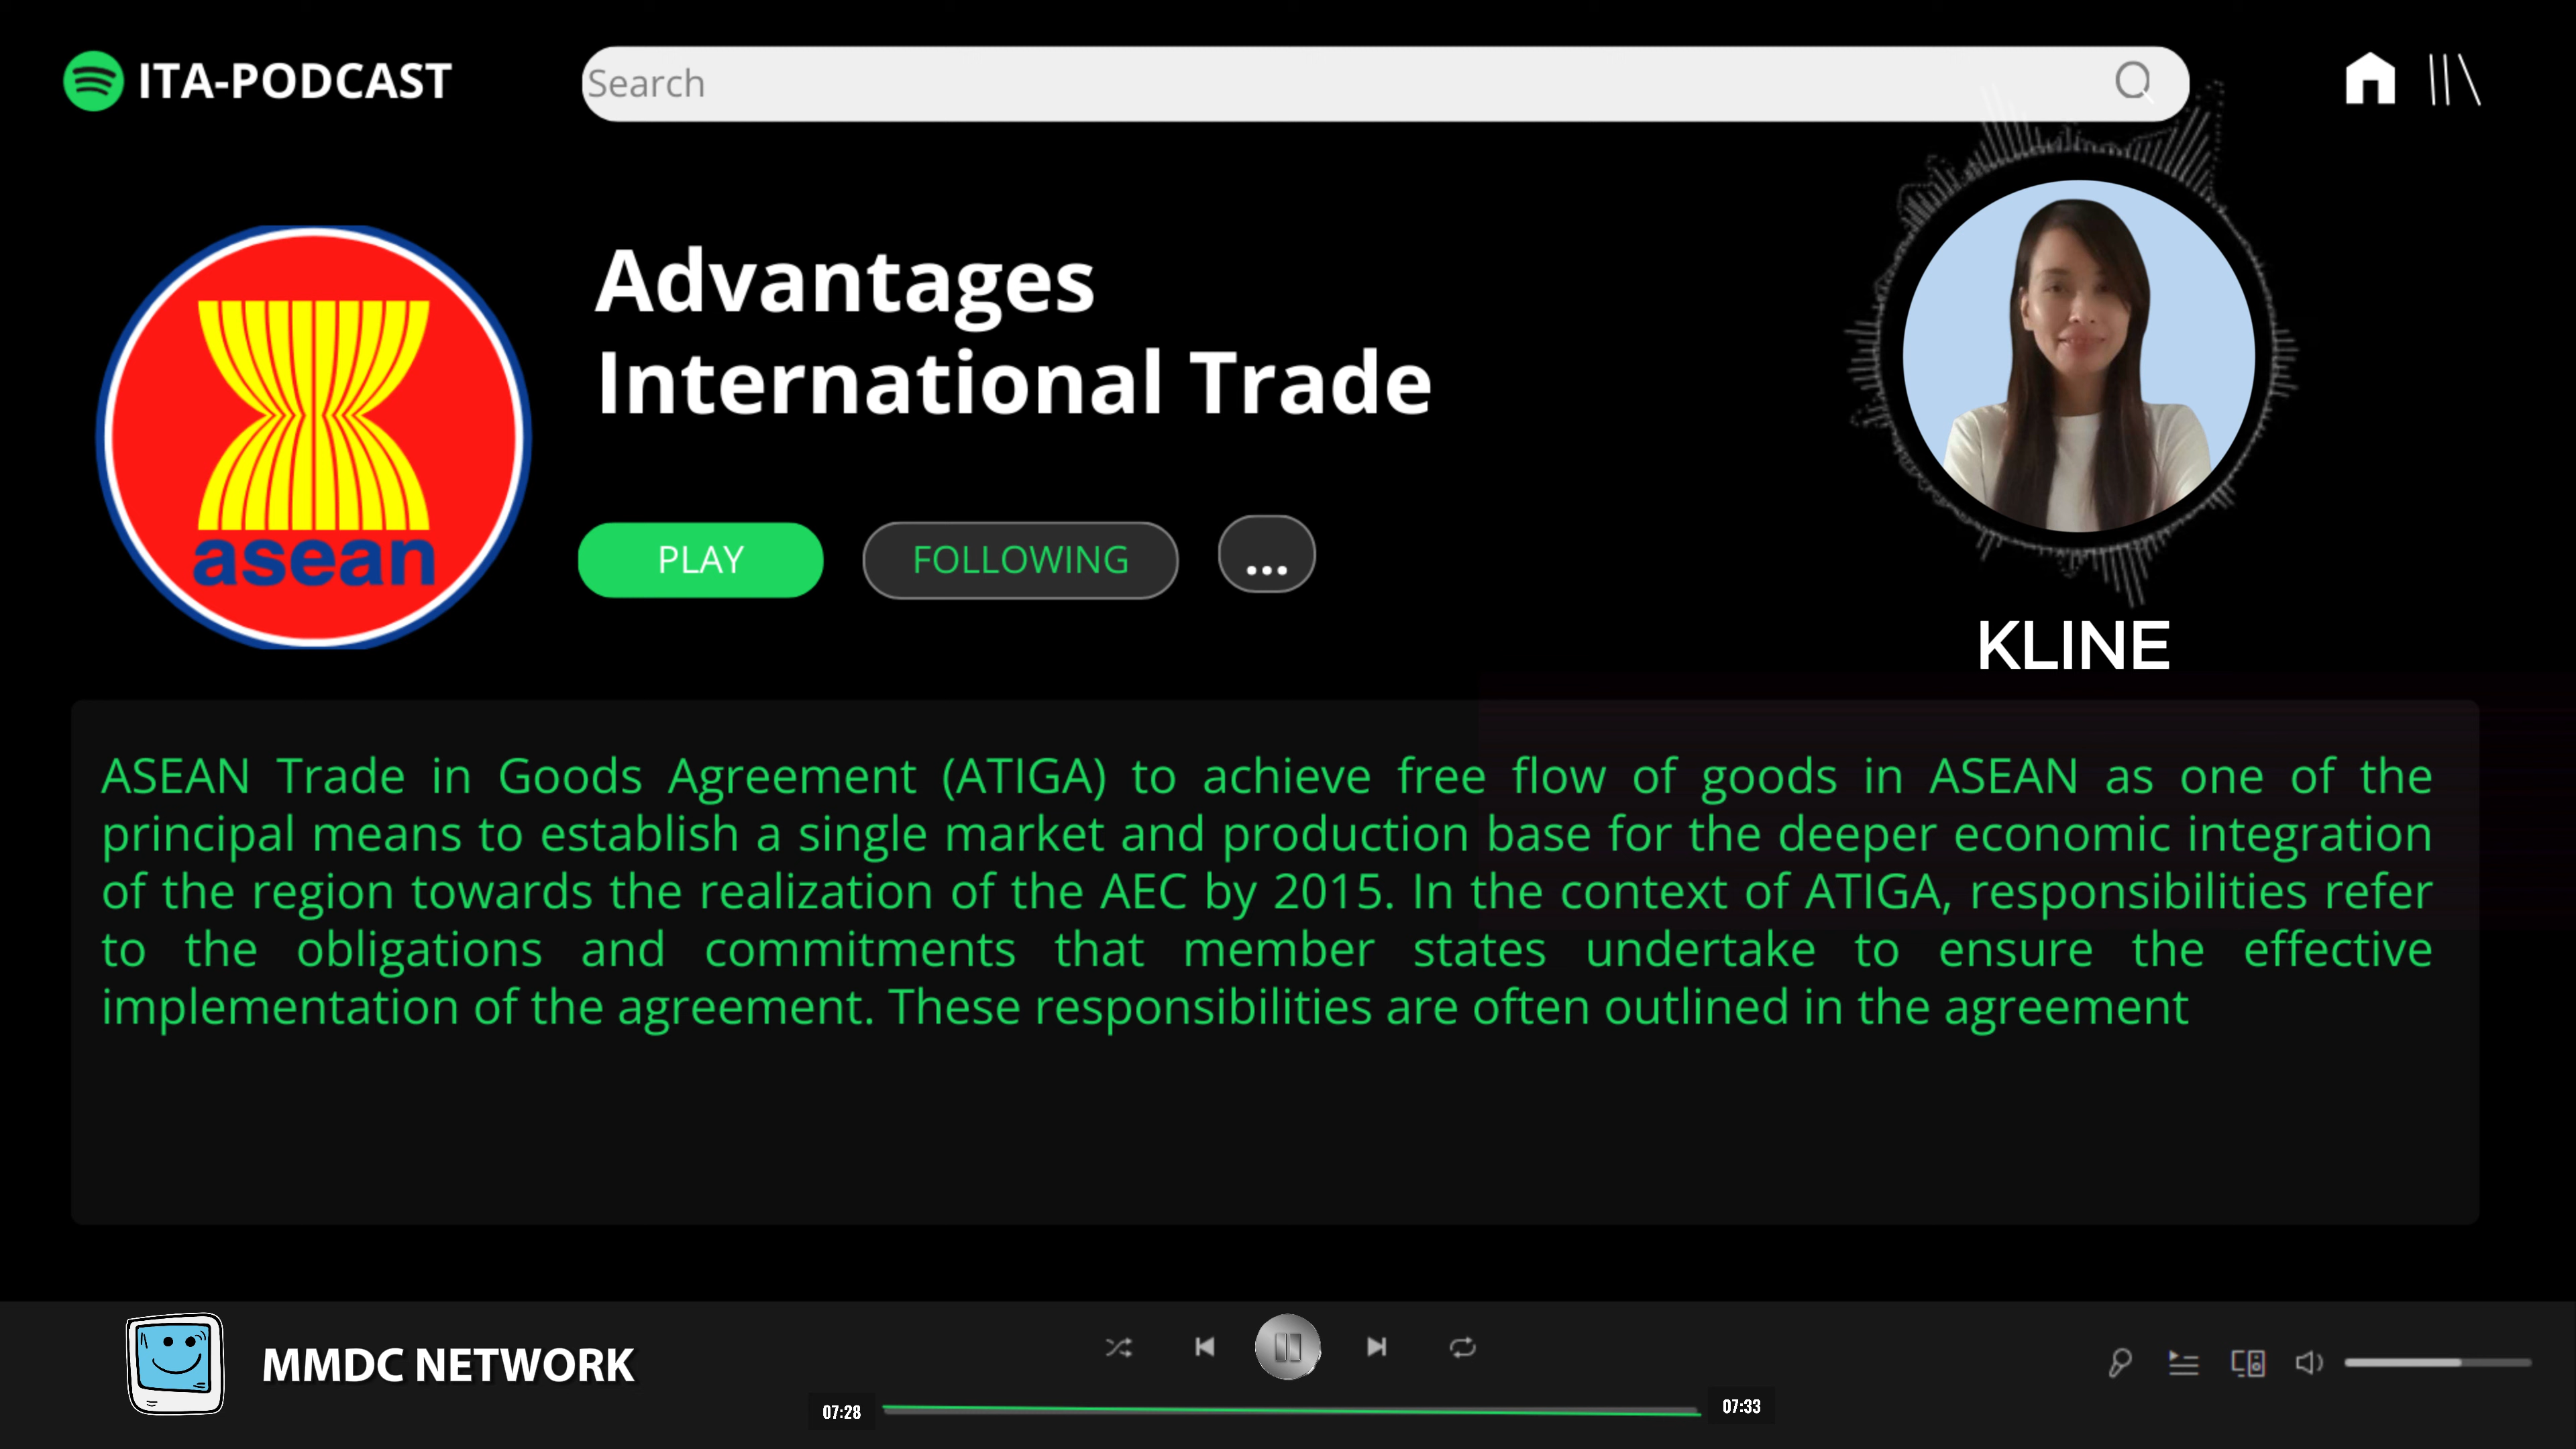 ITA-PODCAST
Search
Advantages
International Trade
asean
PLAY
FOLLOWING
...
KLINE
ASEAN Trade in Goods Agreement (ATIGA) to achieve free flow of goods in ASEAN as one of the
principal means to establish a single market and production base for the deeper economic integration
of the region towards the realization of the AEC by 2015. In the context of ATIGA, responsibilities refer
to the obligations and commitments that member states undertake to ensure the effective
implementation of the agreement. These responsibilities are often outlined in the agreement
MMDC NETWORK
07:28
07:33